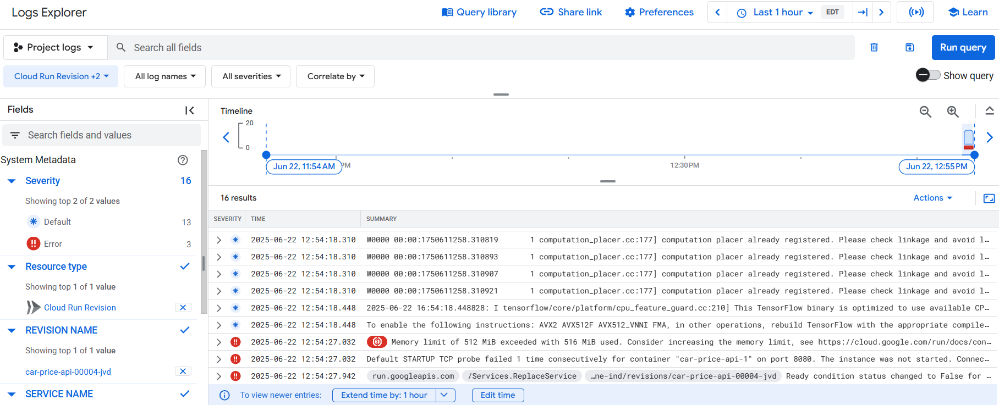 Logs Explorer
Query library
Share link
Preferences
Last 1 hour
EDT
Learn
Project logs
Search all fields
Run query
Cloud Run Revision +2
All log names
All severities
Correlate by
Show query
Fields
Search fields and values
System Metadata
Severity 16
Showing top 2 of 2 values
Default 13
Error 3
Resource type
Showing top 1 of 1 value
Cloud Run Revision
REVISION NAME
Showing top 1 of 1 value
car-price-api-00004-jvd
SERVICE NAME
Timeline
20
0
Jun 22, 11:54 AM
PM
12:30 PM
Jun 22, 12:55 PM
16 results
Actions
SEVERITY TIME SUMMARY
2025-06-22 12:54:18.310 W0000 00:00:1750611258.310819 1 computation_placer.cc:177] computation placer already registered. Please check linkage and avoid l…
2025-06-22 12:54:18.310 W0000 00:00:1750611258.310893 1 computation_placer.cc:177] computation placer already registered. Please check linkage and avoid l…
2025-06-22 12:54:18.310 W0000 00:00:1750611258.310907 1 computation_placer.cc:177] computation placer already registered. Please check linkage and avoid l…
2025-06-22 12:54:18.310 W0000 00:00:1750611258.310921 1 computation_placer.cc:177] computation placer already registered. Please check linkage and avoid l…
2025-06-22 12:54:18.448 2025-06-22 16:54:18.448828: I tensorflow/core/platform/cpu_feature_guard.cc:210] This TensorFlow binary is optimized to use available CP…
2025-06-22 12:54:18.448 To enable the following instructions: AVX2 AVX512F AVX512_VNNI FMA, in other operations, rebuild TensorFlow with the appropriate compile…
2025-06-22 12:54:27.032 Memory limit of 512 MiB exceeded with 516 MiB used. Consider increasing the memory limit, see https://cloud.google.com/run/docs/con…
2025-06-22 12:54:27.032 Default STARTUP TCP probe failed 1 time consecutively for container "car-price-api-1" on port 8080. The instance was not started. Connec…
2025-06-22 12:54:27.942 run.googleapis.com /Services.ReplaceService …ne-ind/revisions/car-price-api-00004-jvd Ready condition status changed to False for …
To view newer entries:
Extend time by: 1 hour
Edit time